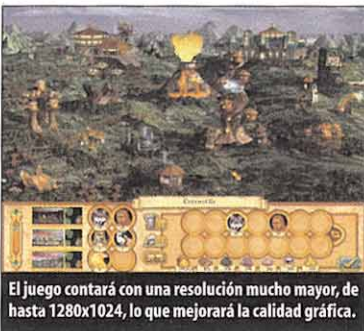 El juego contará con una resolución mucho mayor, de
hasta 1280x1024, lo que mejorará la calidad gráfica.